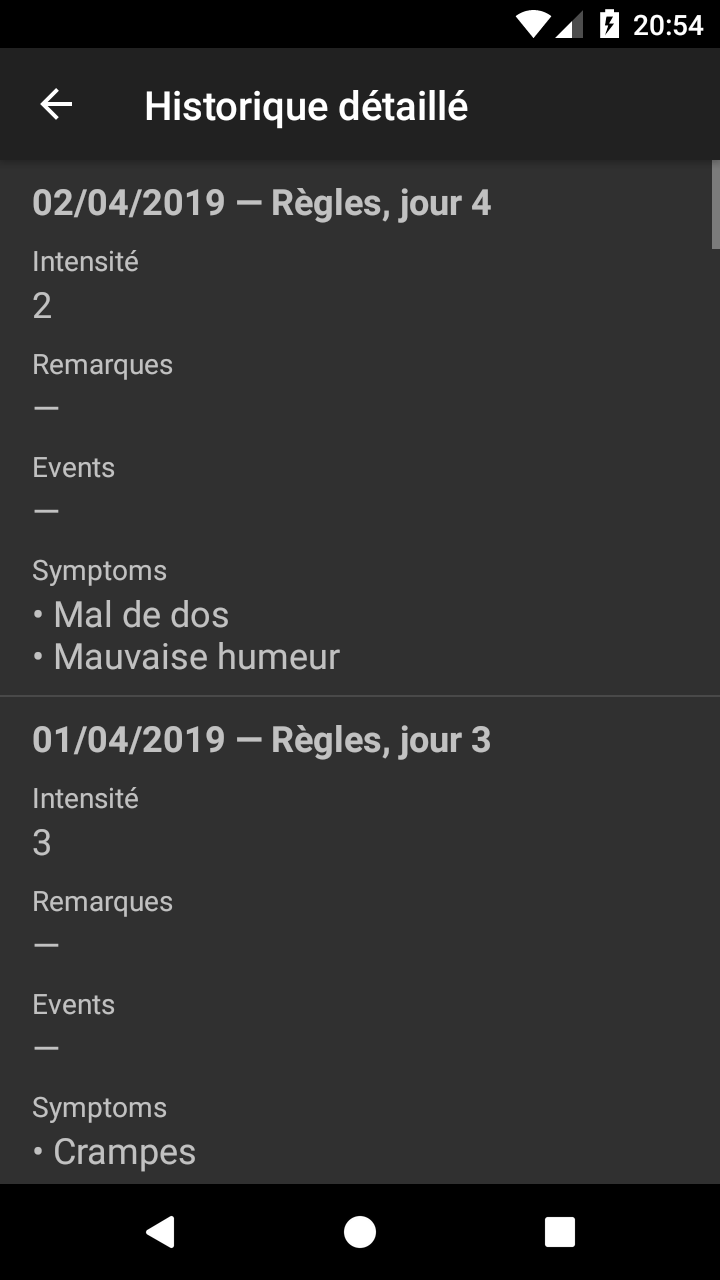 20:54
Historique détaillé
02/04/2019 — Règles, jour 4
Intensité
2
Remarques
—
Events
—
Symptoms
• Mal de dos
• Mauvaise humeur
01/04/2019 — Règles, jour 3
Intensité
3
Remarques
—
Events
—
Symptoms
• Crampes